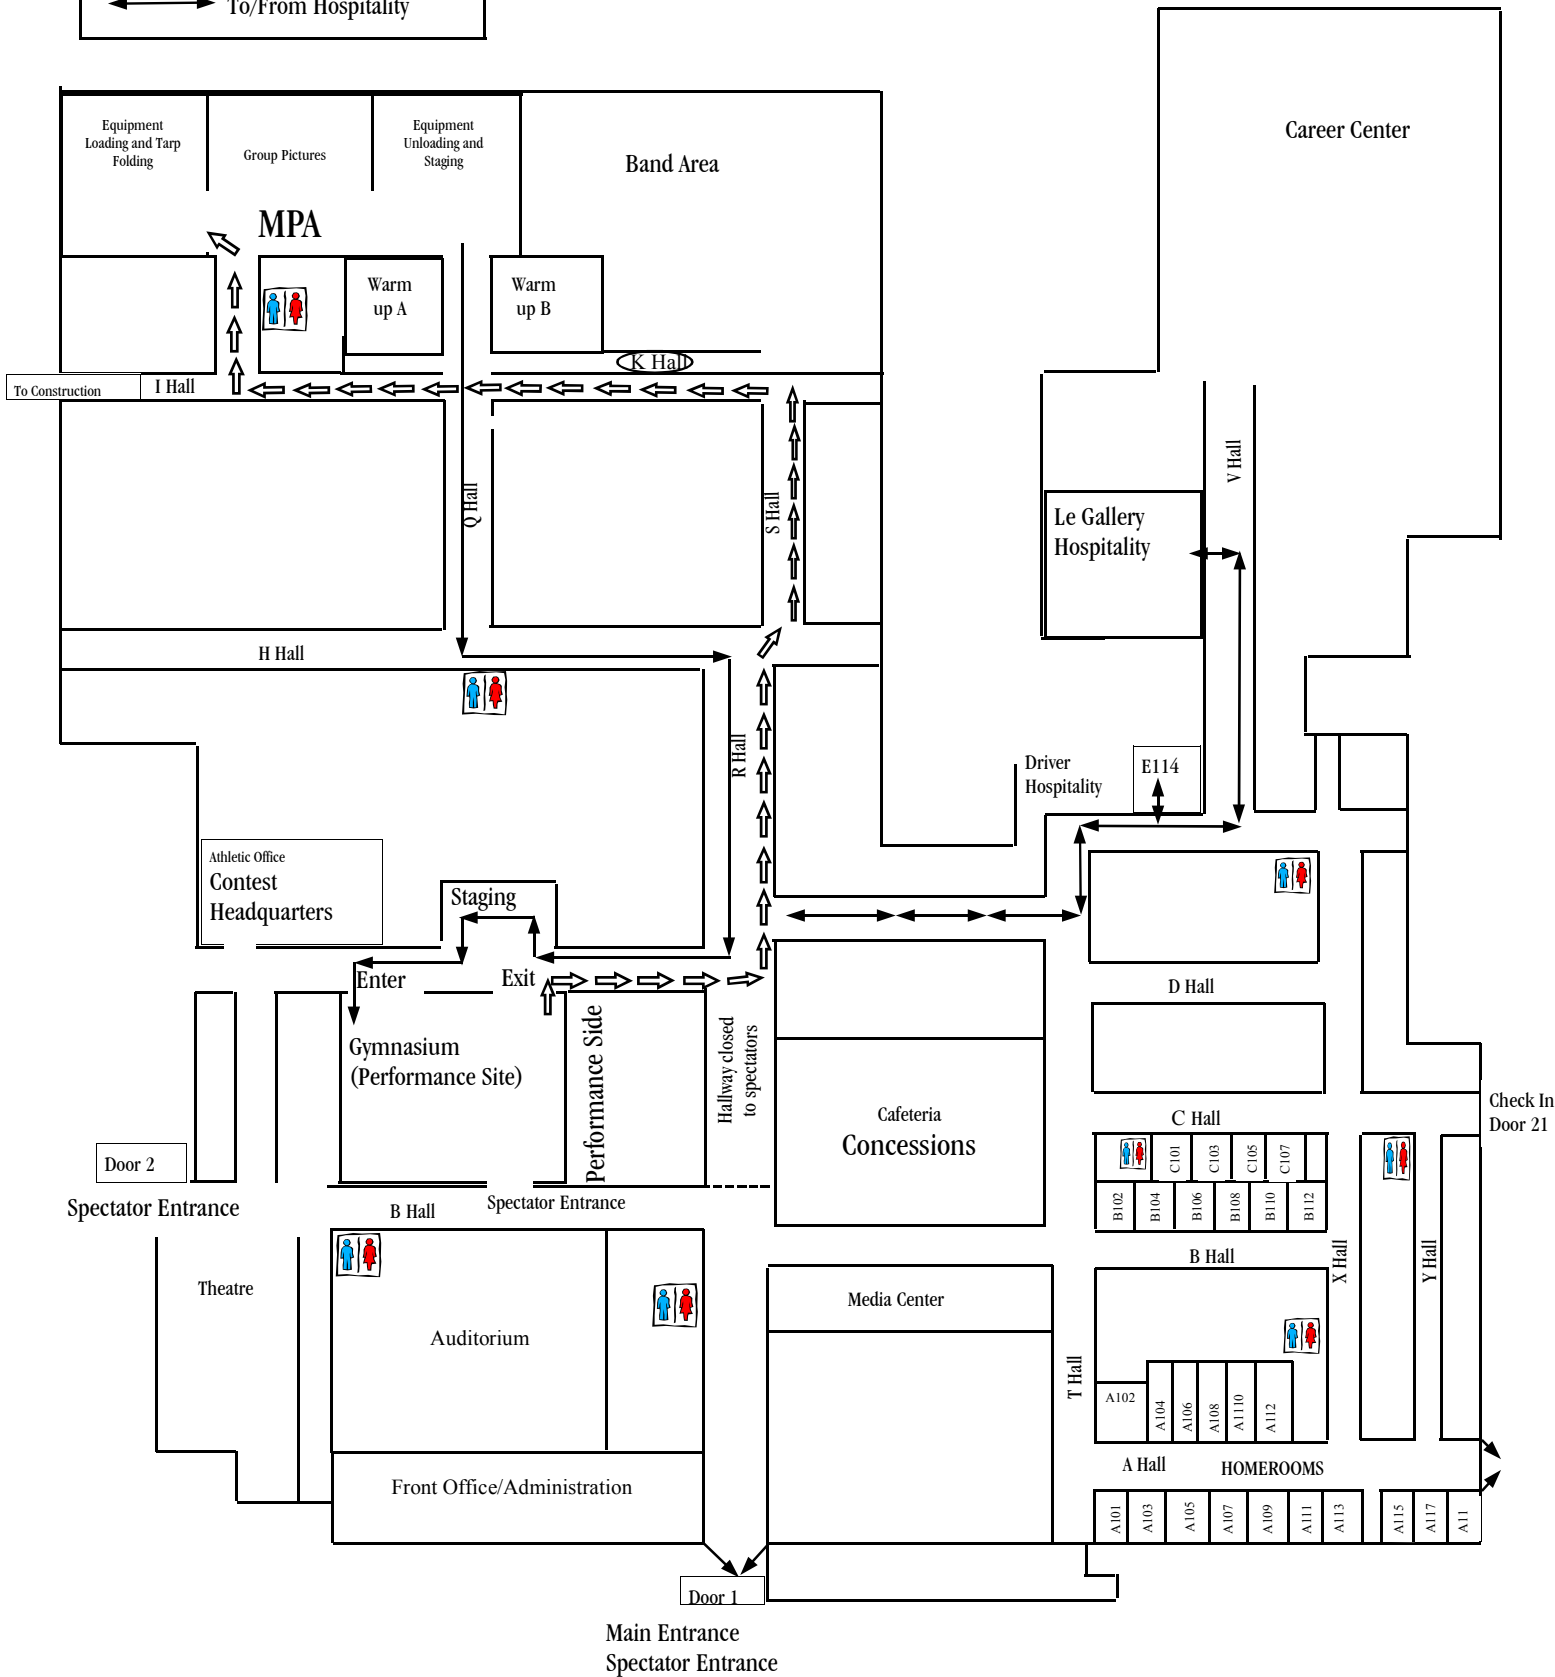 To/From Hospitality
Career Center
Equipment
Loading and Tarp
Folding
Group Pictures
Equipment
Unloading and
Staging
Band Area
MPA
Warm
up A
Warm
up B
K Hall
To Construction
I Hall
Q Hall
S Hall
V Hall
Le Gallery
Hospitality
H Hall
R Hall
Driver
Hospitality
E114
Athletic Office
Contest
Headquarters
Staging
Enter
Exit
D Hall
Gymnasium
(Performance Site)
Performance Side
Hallway closed
to spectators
Cafeteria
Concessions
C Hall
Check In
Door 21
C101
C103
C105
C107
B102
B104
B106
B108
B110
B112
Door 2
Spectator Entrance
B Hall
Spectator Entrance
B Hall
X Hall
Y Hall
Theatre
Auditorium
Media Center
T Hall
A102
A104
A106
A108
A1110
A112
A Hall
HOMEROOMS
Front Office/Administration
A101
A103
A105
A107
A109
A111
A113
A115
A117
A11
Door 1
Main Entrance
Spectator Entrance